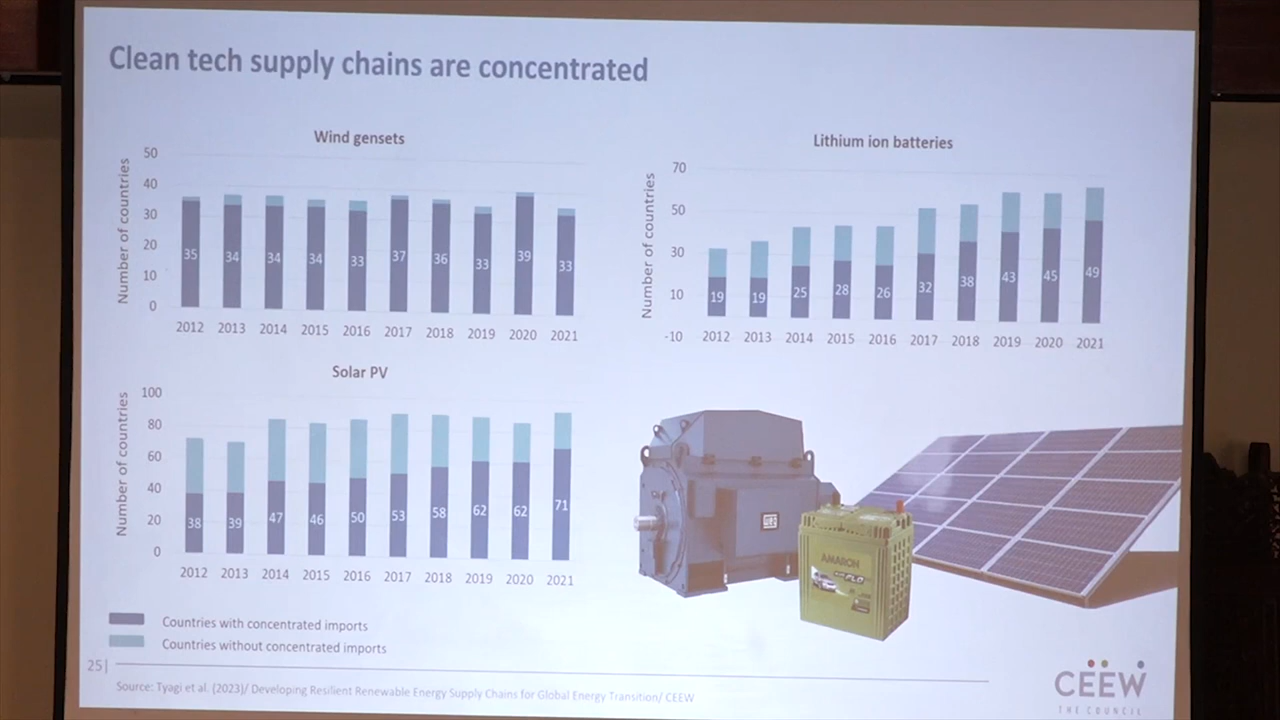 Clean tech supply chains are concentrated
Wind gensets
Number of countries
50
40
30
20
10
0
35 34 34 34 33 37 36 33 39 33
2012 2013 2014 2015 2016 2017 2018 2019 2020 2021
Lithium ion batteries
Number of countries
70
50
30
10
-10
19 19 25 28 26 32 38 43 45 49
2012 2013 2014 2015 2016 2017 2018 2019 2020 2021
Solar PV
Number of countries
100
80
60
40
20
0
38 39 47 46 50 53 58 62 62 71
2012 2013 2014 2015 2016 2017 2018 2019 2020 2021
AMARON
FLO
Countries with concentrated imports
Countries without concentrated imports
25|
Source: Tyagi et al. (2023)/ Developing Resilient Renewable Energy Supply Chains for Global Energy Transition/ CEEW
CEEW
THE COUNCIL